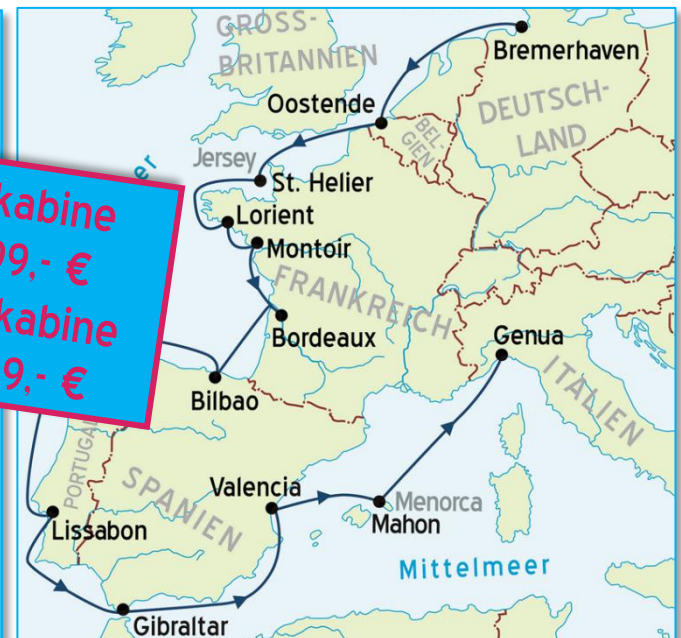 GROSS-
BRITANNIEN
Bremerhaven
Oostende
DEUTSCH-
LAND
BEL-
GIEN
Jersey
St. Helier
Lorient
Montoir
FRANKREICH
Bordeaux
Genua
ITALIEN
Bilbao
PORTUGAL
SPANIEN
Valencia
Menorca
Mahon
Lissabon
Mittelmeer
Gibraltar
kabine
99,- €
kabine
9,- €